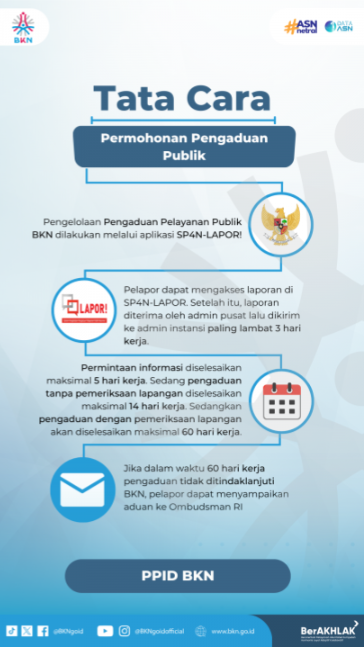 BKN
#ASN
netral
DATA
ASN
Tata Cara
Permohonan Pengaduan
Publik
Pengelolaan Pengaduan Pelayanan Publik
BKN dilakukan melalui aplikasi SP4N-LAPOR!
LAPOR!
Pelapor dapat mengakses laporan di
SP4N-LAPOR. Setelah itu, laporan
diterima oleh admin pusat lalu dikirim
ke admin instansi paling lambat 3 hari
kerja.
Permintaan informasi diselesaikan
maksimal 5 hari kerja. Sedang pengaduan
tanpa pemeriksaan lapangan diselesaikan
maksimal 14 hari kerja. Sedangkan
pengaduan dengan pemeriksaan lapangan
akan diselesaikan maksimal 60 hari kerja.
Jika dalam waktu 60 hari kerja
pengaduan tidak ditindaklanjuti
BKN, pelapor dapat menyampaikan
aduan ke Ombudsman RI
PPID BKN
@BKNgoid
@BKNgoidofficial
www.bkn.go.id
BerAKHLAK